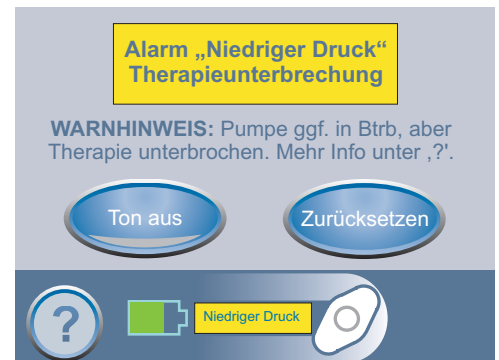 Alarm „Niedriger Druck“
Therapieunterbrechung
WARNHINWEIS: Pumpe ggf. in Btrb, aber
Therapie unterbrochen. Mehr Info unter ‚?'.
Ton aus
Zurücksetzen
?
Niedriger Druck